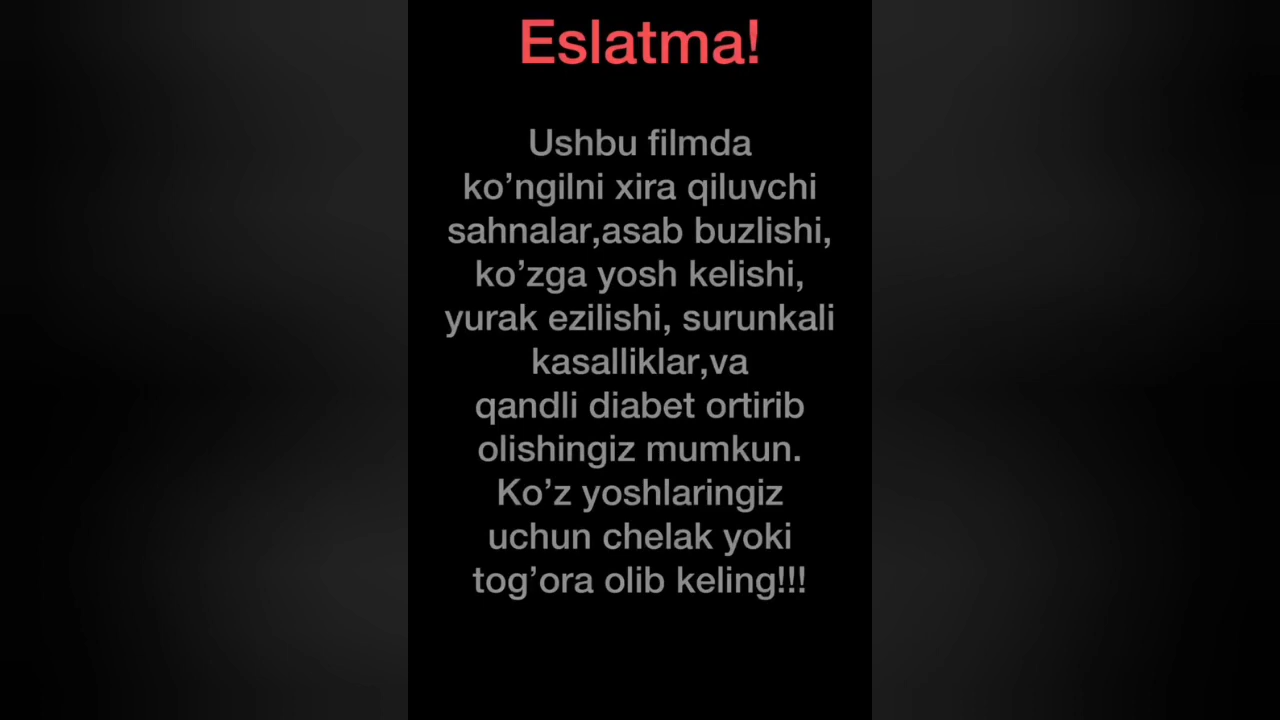 Eslatma!
Ushbu filmda
ko’ngilni xira qiluvchi
sahnalar,asab buzlishi,
ko’zga yosh kelishi,
yurak ezilishi, surunkali
kasalliklar,va
qandli diabet ortirib
olishingiz mumkun.
Ko’z yoshlaringiz
uchun chelak yoki
tog’ora olib keling!!!